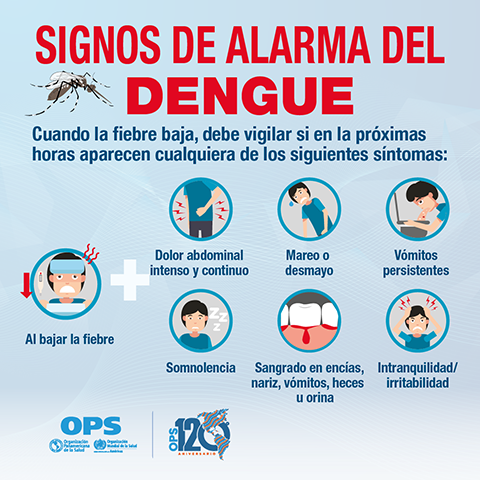 SIGNOS DE ALARMA DEL
DENGUE
Cuando la fiebre baja, debe vigilar si en la próximas
horas aparecen cualquiera de los siguientes síntomas:
Al bajar la fiebre
Dolor abdominal
intenso y continuo
Mareo o
desmayo
Vómitos
persistentes
ZZZ
Somnolencia
Sangrado en encías,
nariz, vómitos, heces
u orina
Intranquilidad/
irritabilidad
OPS
Organización
Panamericana
de la Salud
Organización
Mundial de la Salud
OPS
120
ANIVERSARIO